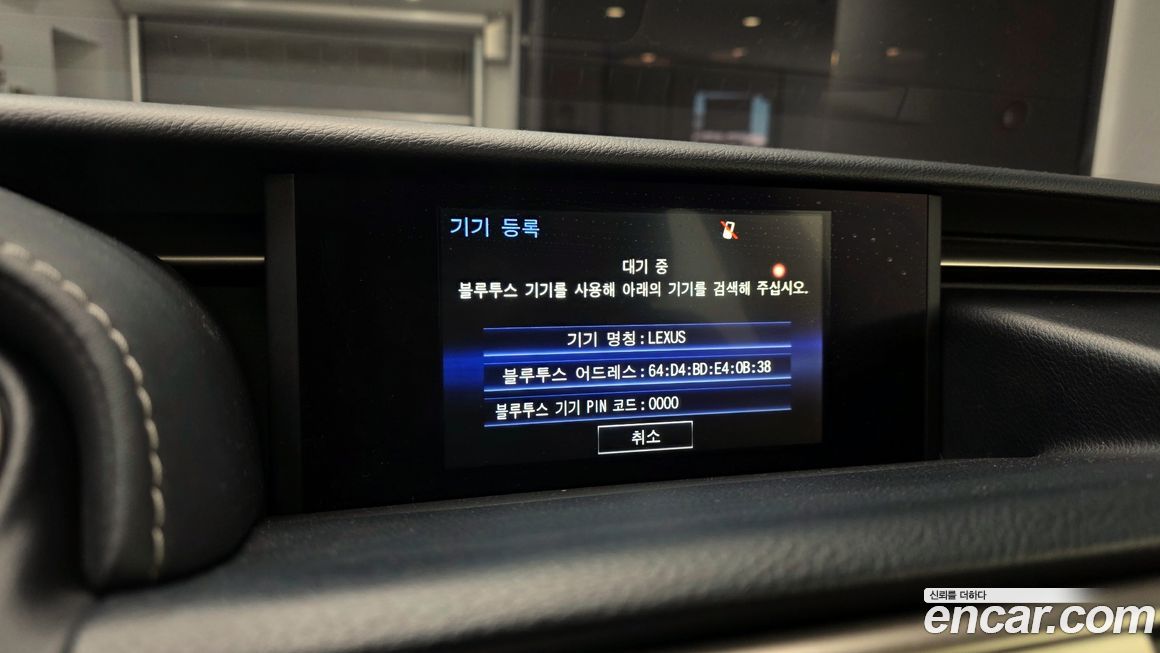 기기 등록
대기 중
블루투스 기기를 사용해 아래의 기기를 검색해 주십시오.
기기 명칭:LEXUS
블루투스 어드레스:64:D4:BD:E4:0B:38
블루투스 기기 PIN 코드:0000
취소
신뢰를 더하다
encar.com